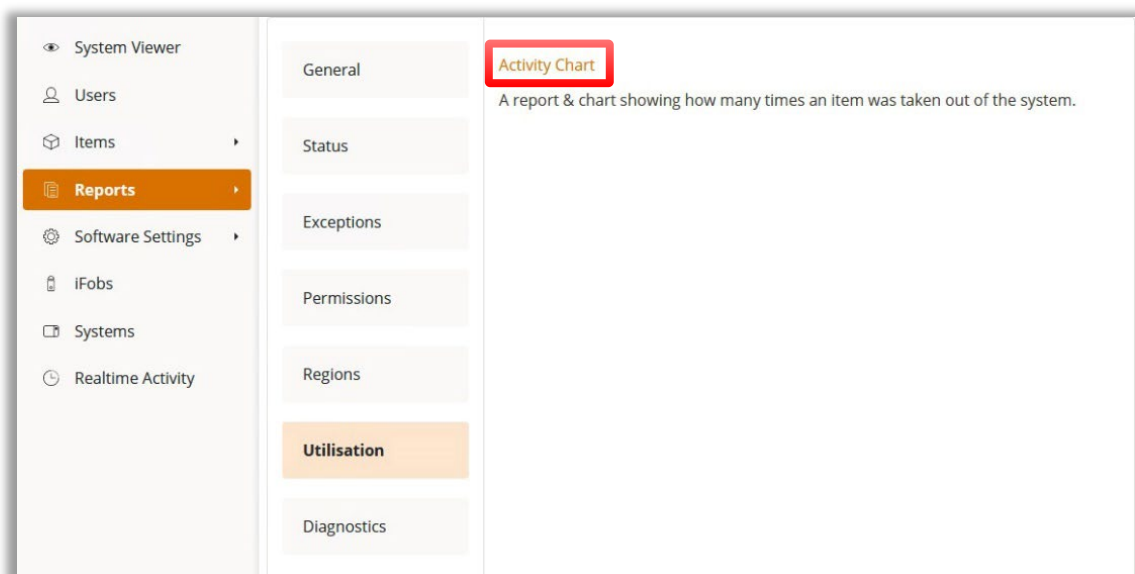 System Viewer
Users
Items
Reports
Software Settings
iFobs
Systems
Realtime Activity
General
Status
Exceptions
Permissions
Regions
Utilisation
Diagnostics
Activity Chart
A report & chart showing how many times an item was taken out of the system.